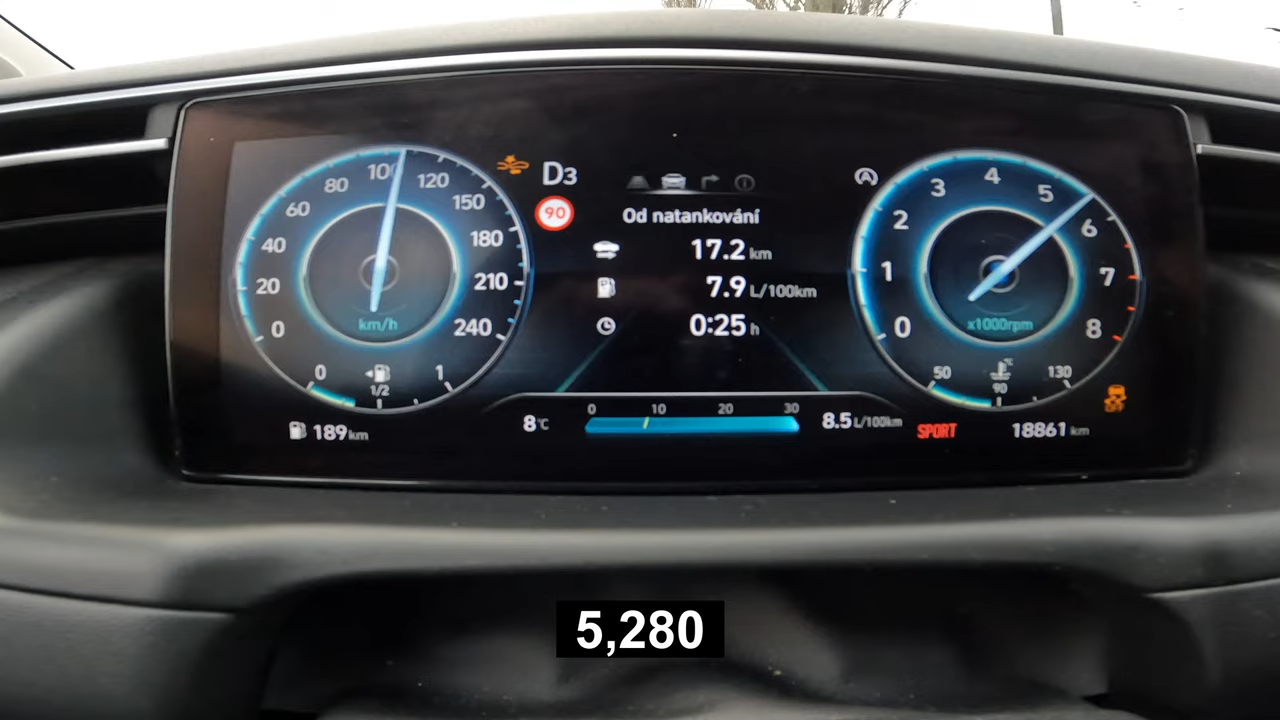 0
20
40
60
80
100
120
150
180
210
240
km/h
0
1/2
1
189 km
D3
90
Od natankování
17.2 km
7.9 L/100km
0:25 h
8°C
0 10 20 30
8.5 L/100km
A
0
1
2
3
4
5
6
7
8
x1000rpm
50
°C
90
130
OFF
SPORT
18861 km
5,280